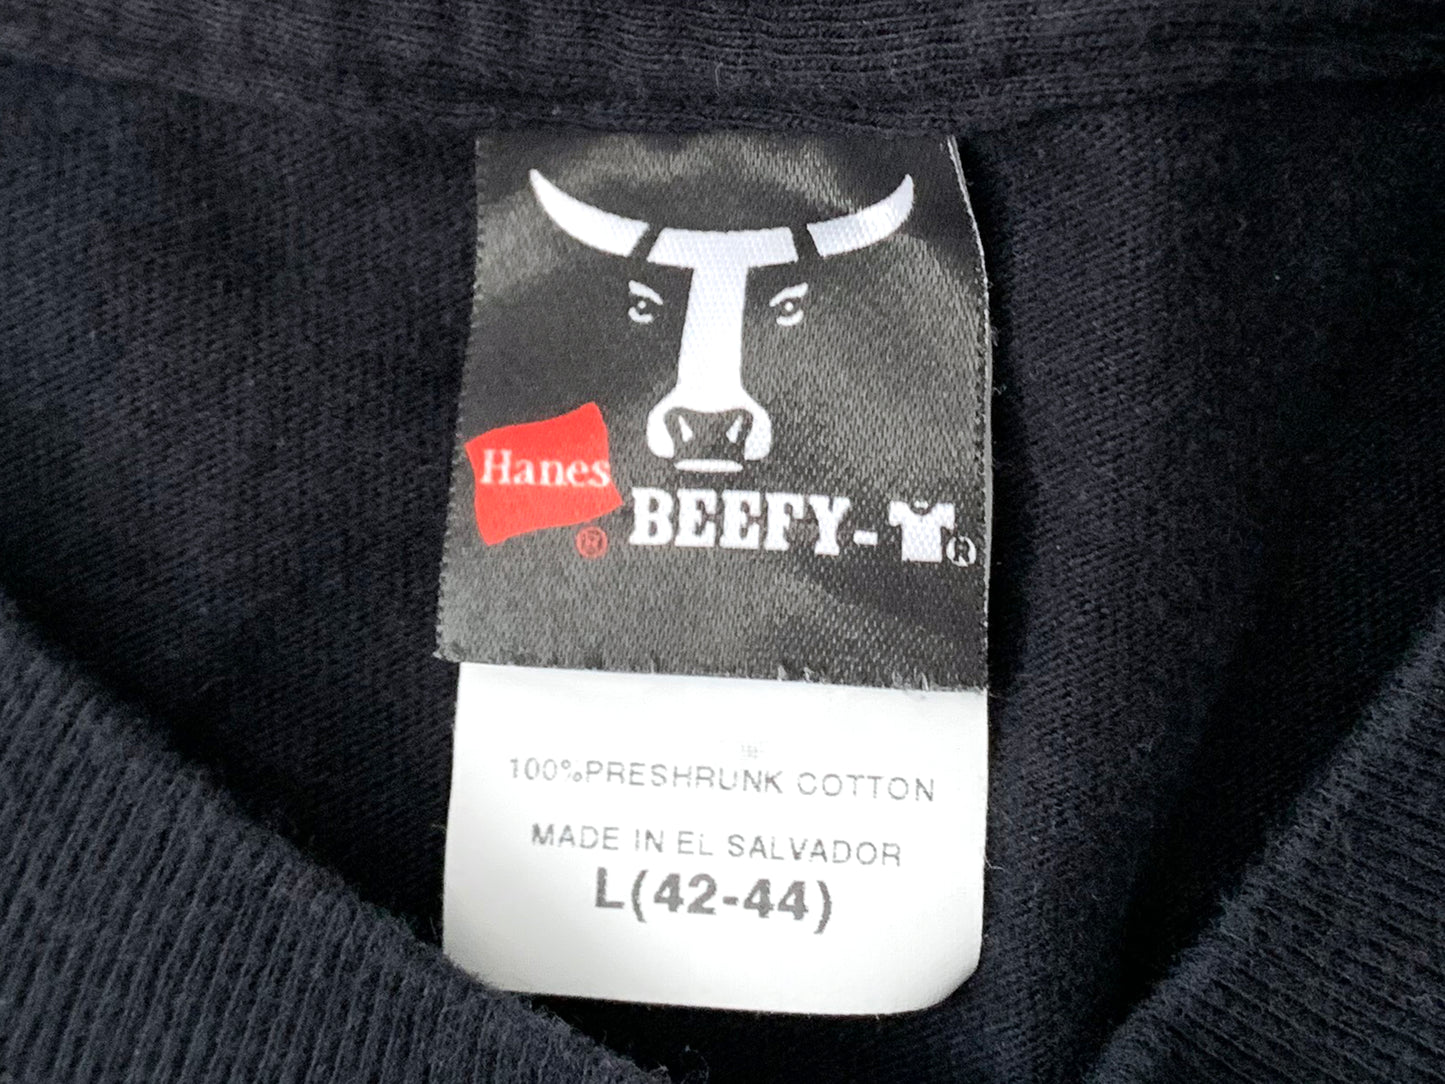 Hanes
®
BEEFY-
®
100%PRESHRUNK COTTON
MADE IN EL SALVADOR
L(42-44)